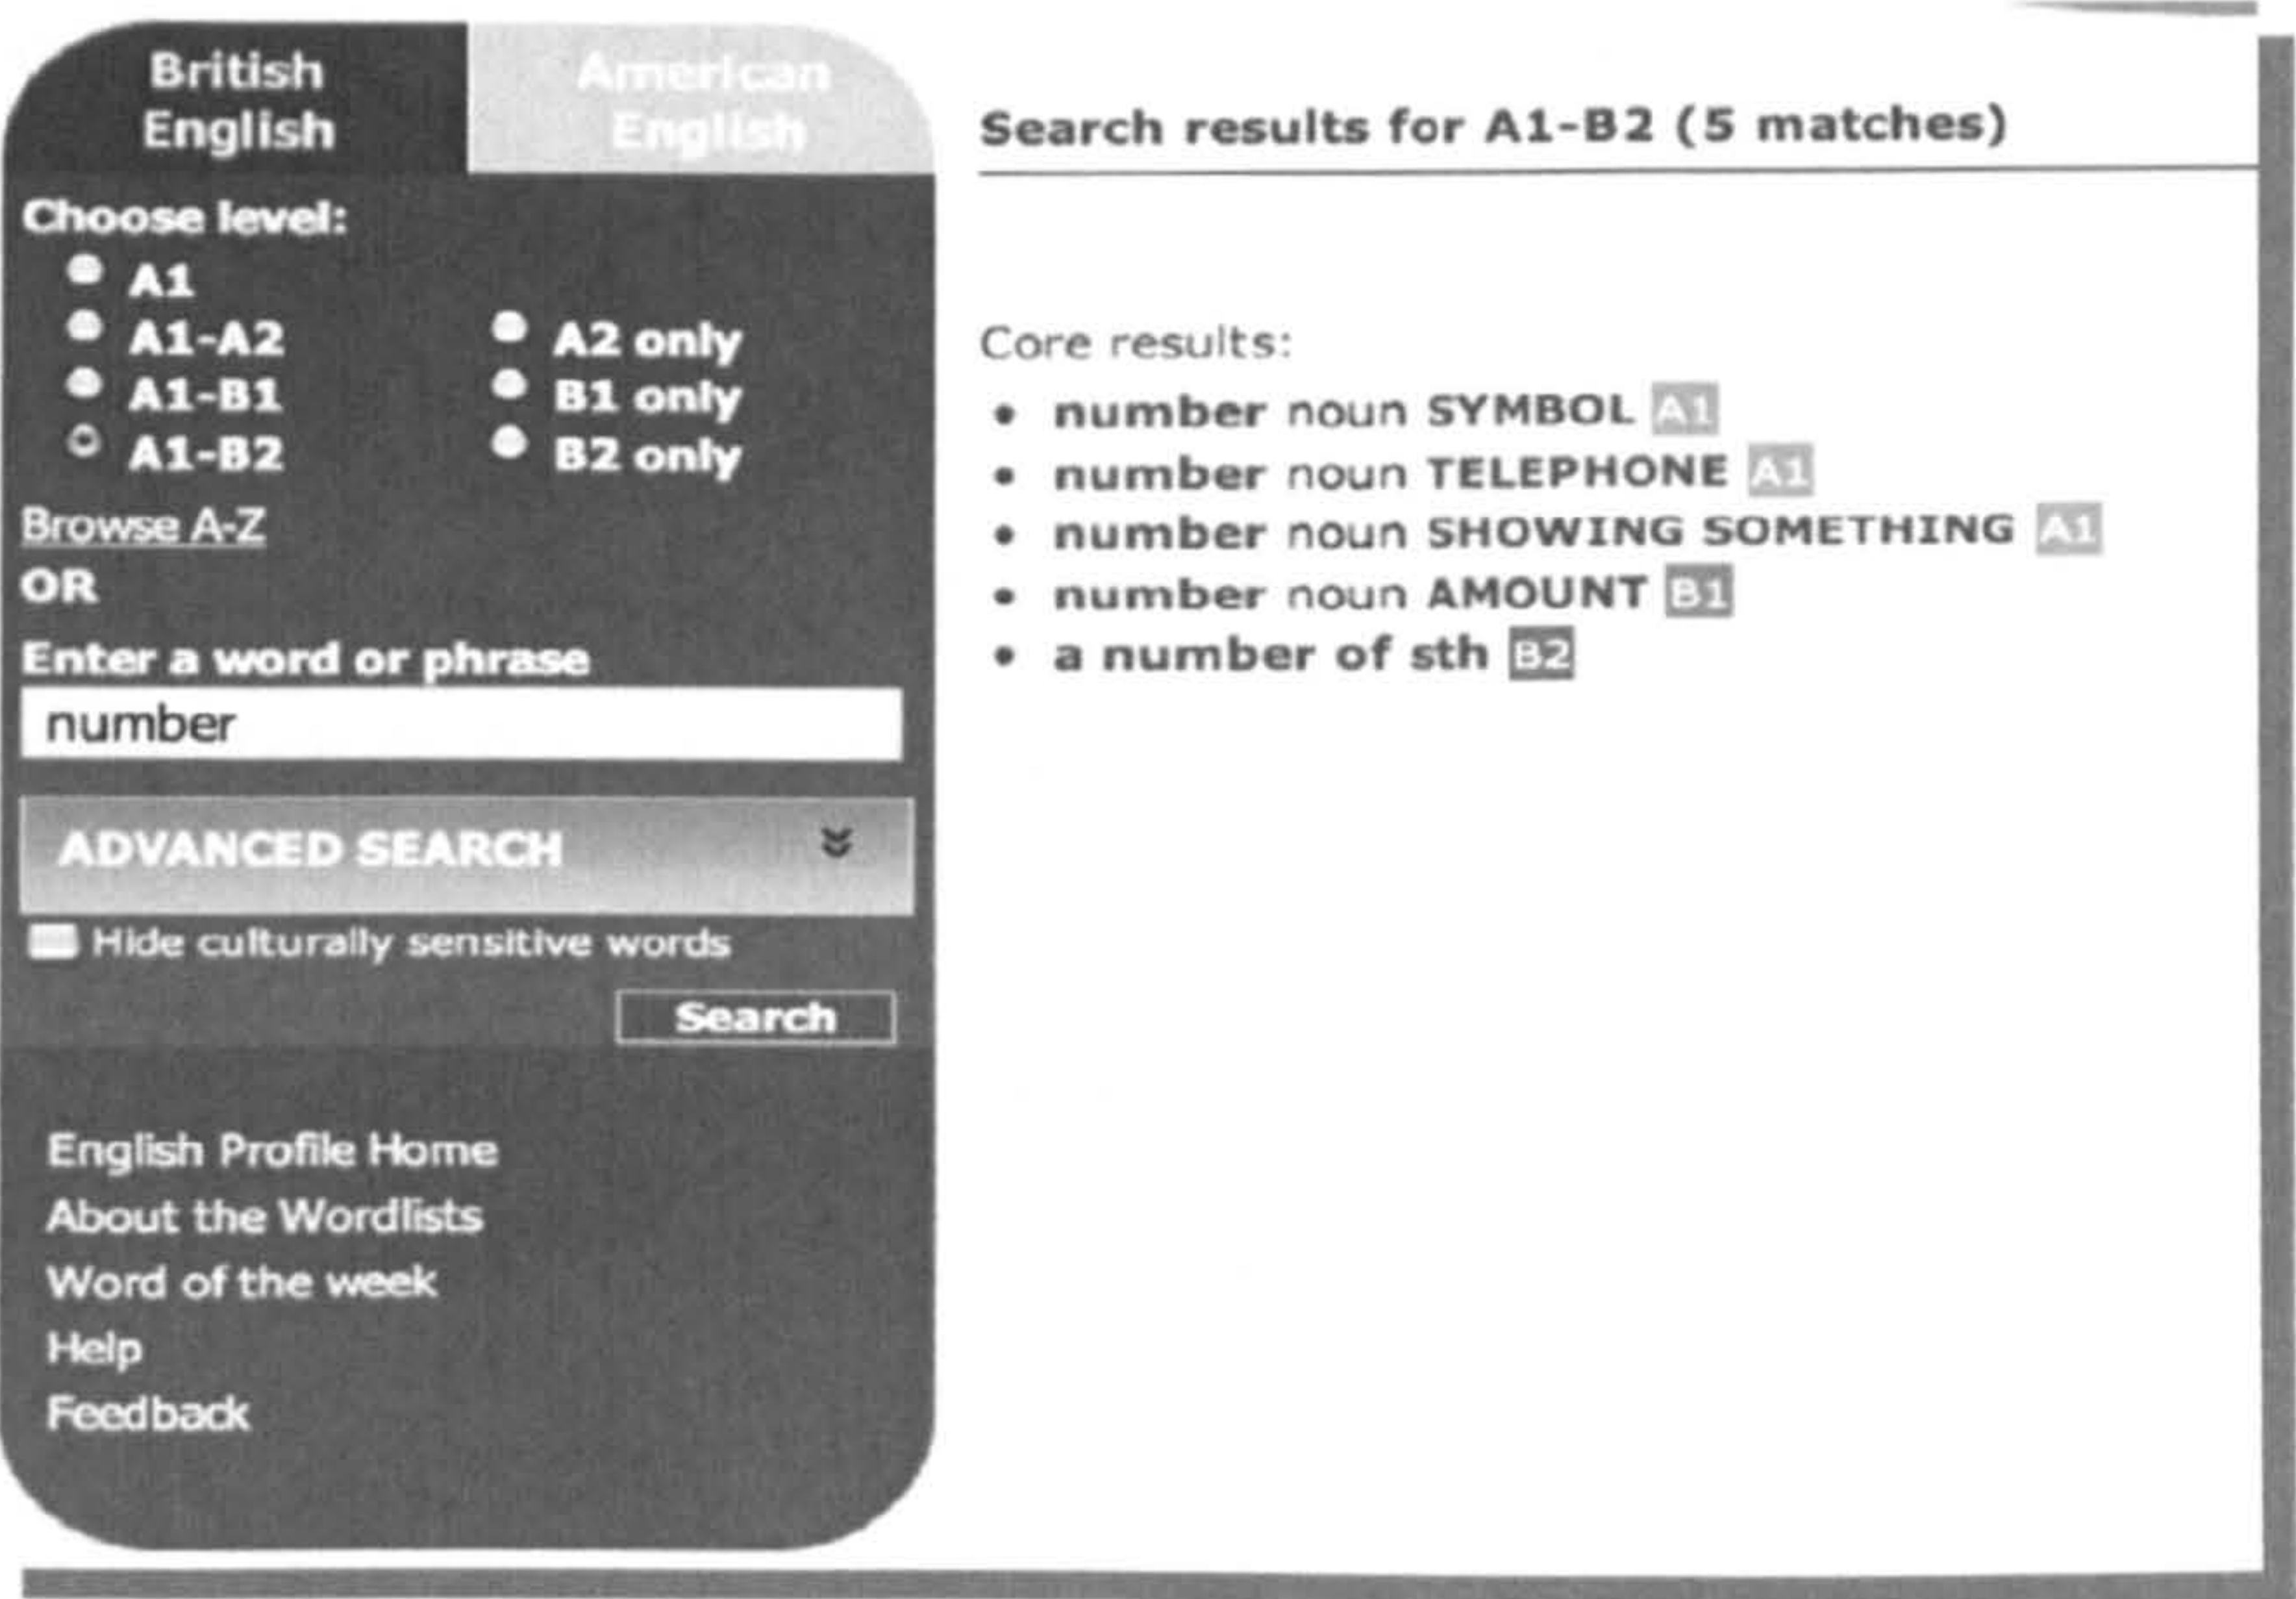 British
English
American
English
Choose level:
A1
A1-A2
A2 only
A1-B1
B1 only
A1-B2
B2 only
Browse A-Z
OR
Enter a word or phrase
number
ADVANCED SEARCH
Hide culturally sensitive words
Search
English Profile Home
About the Wordlists
Word of the week
Help
Feedback
Search results for A1-B2 (5 matches)
Core results:
• number noun SYMBOL A1
• number noun TELEPHONE A1
• number noun SHOWING SOMETHING A1
• number noun AMOUNT B1
• a number of sth B2